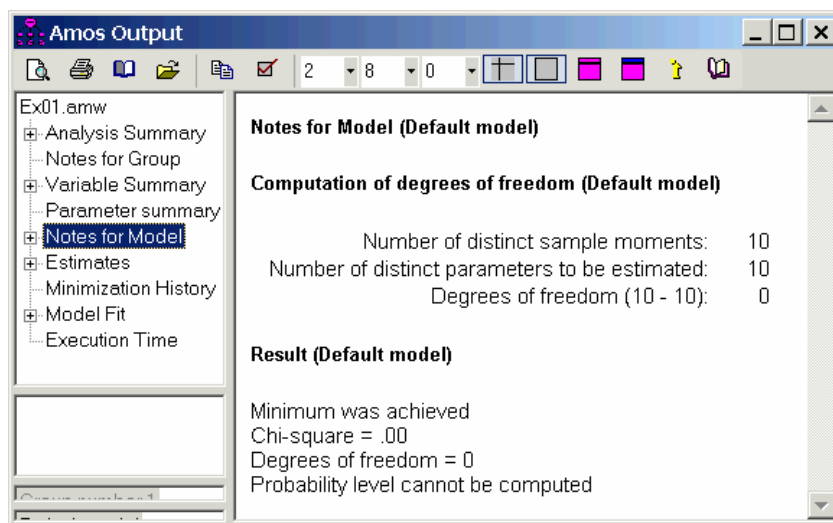 Amos Output
2 8 0
Ex01.amw
Analysis Summary
Notes for Group
Variable Summary
Parameter summary
Notes for Model
Estimates
Minimization History
Model Fit
Execution Time
Notes for Model (Default model)
Computation of degrees of freedom (Default model)
Number of distinct sample moments: 10
Number of distinct parameters to be estimated: 10
Degrees of freedom (10 - 10): 0
Result (Default model)
Minimum was achieved
Chi-square = .00
Degrees of freedom = 0
Probability level cannot be computed